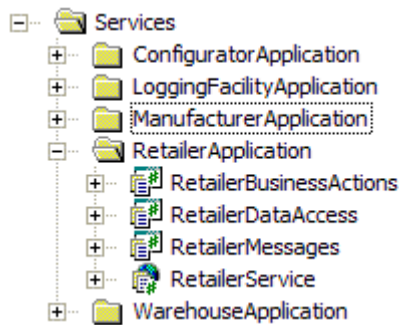 Services
ConfiguratorApplication
LoggingFacilityApplication
ManufacturerApplication
RetailerApplication
RetailerBusinessActions
RetailerDataAccess
RetailerMessages
RetailerService
WarehouseApplication